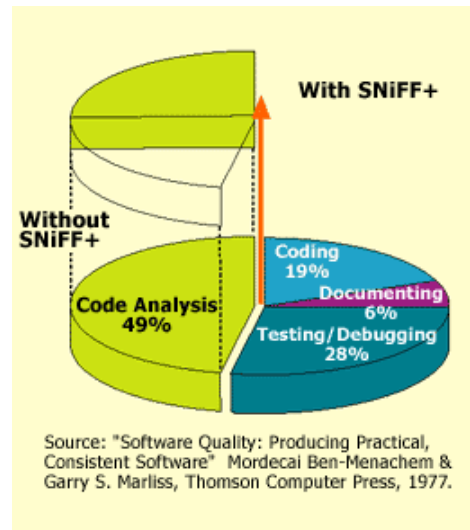 With SNiFF+
Without
SNiFF+
Coding
19%
Documenting
6%
Code Analysis
49%
Testing/Debugging
28%
Source: "Software Quality: Producing Practical,
Consistent Software"  Mordecai Ben-Menachem &
Garry S. Marliss, Thomson Computer Press, 1977.